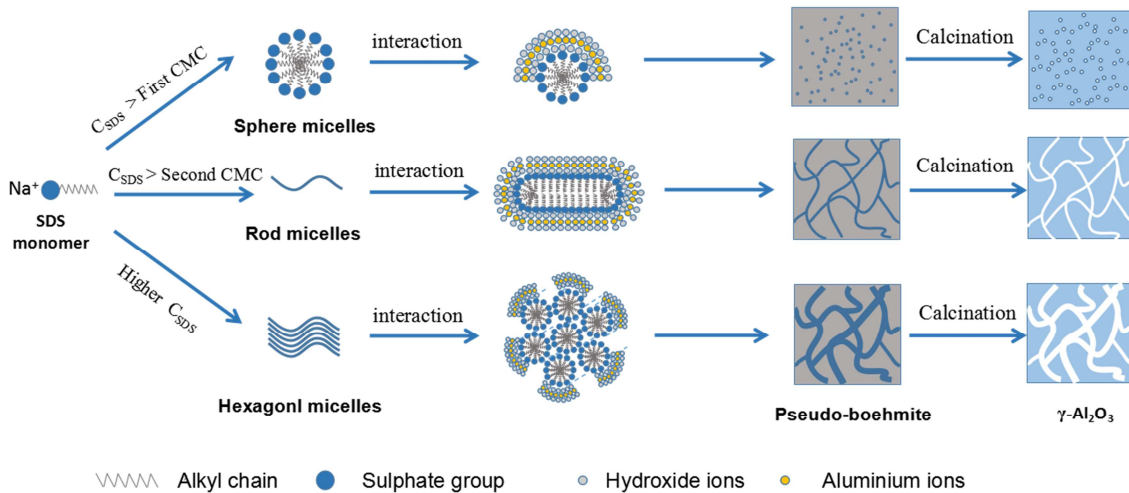 C_SDS > First CMC
interaction
Calcination
Sphere micelles
Na⁺
C_SDS > Second CMC
interaction
Calcination
SDS
monomer
Rod micelles
Higher C_SDS
interaction
Calcination
Hexagonl micelles
Pseudo-boehmite
γ-Al₂O₃
Alkyl chain
Sulphate group
Hydroxide ions
Aluminium ions